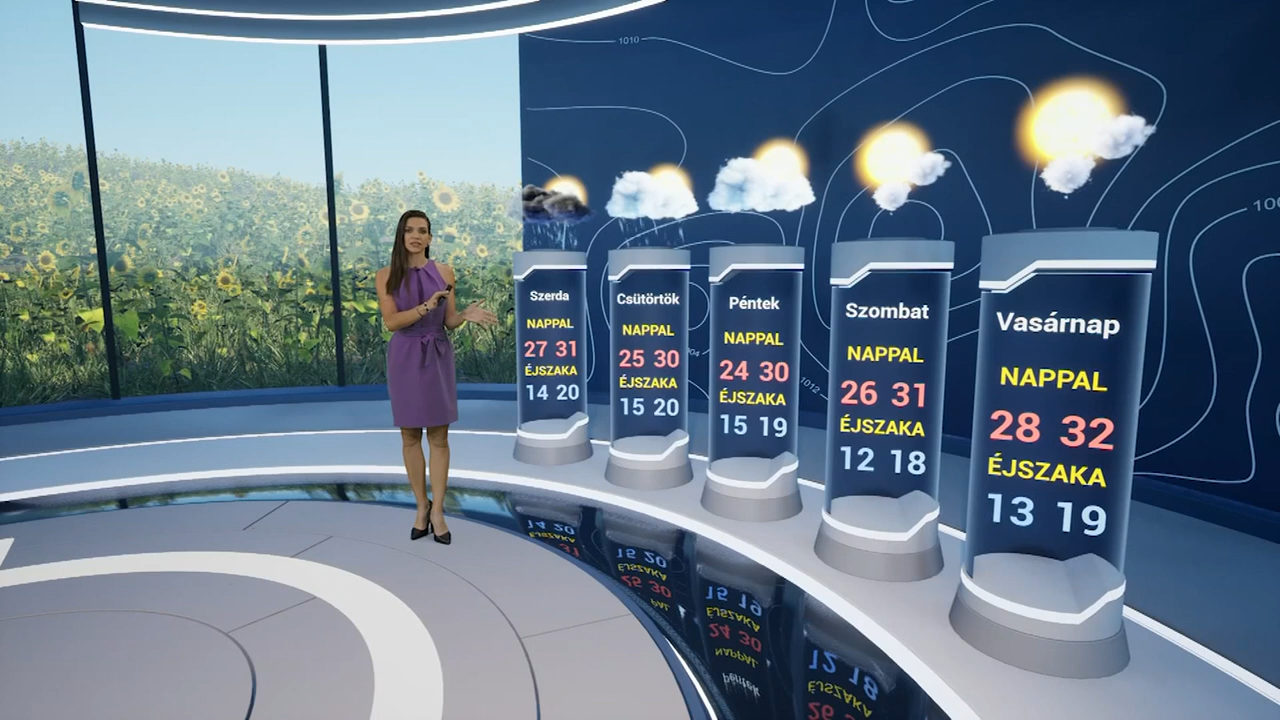 1010
Szerda
NAPPAL
27 31
ÉJSZAKA
14 20
Csütörtök
NAPPAL
25 30
ÉJSZAKA
15 20
Péntek
NAPPAL
24 30
ÉJSZAKA
15 19
Szombat
NAPPAL
26 31
ÉJSZAKA
12 18
Vasárnap
NAPPAL
28 32
ÉJSZAKA
13 19
1012